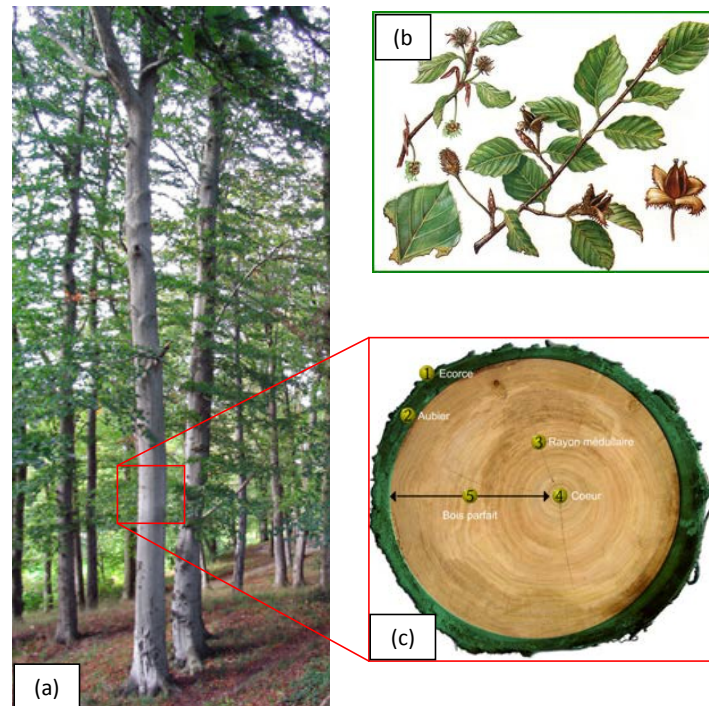 (b)
1 Ecorce
2 Aubier
3 Rayon médullaire
5 4 Coeur
Bois parfait
(a)
(c)